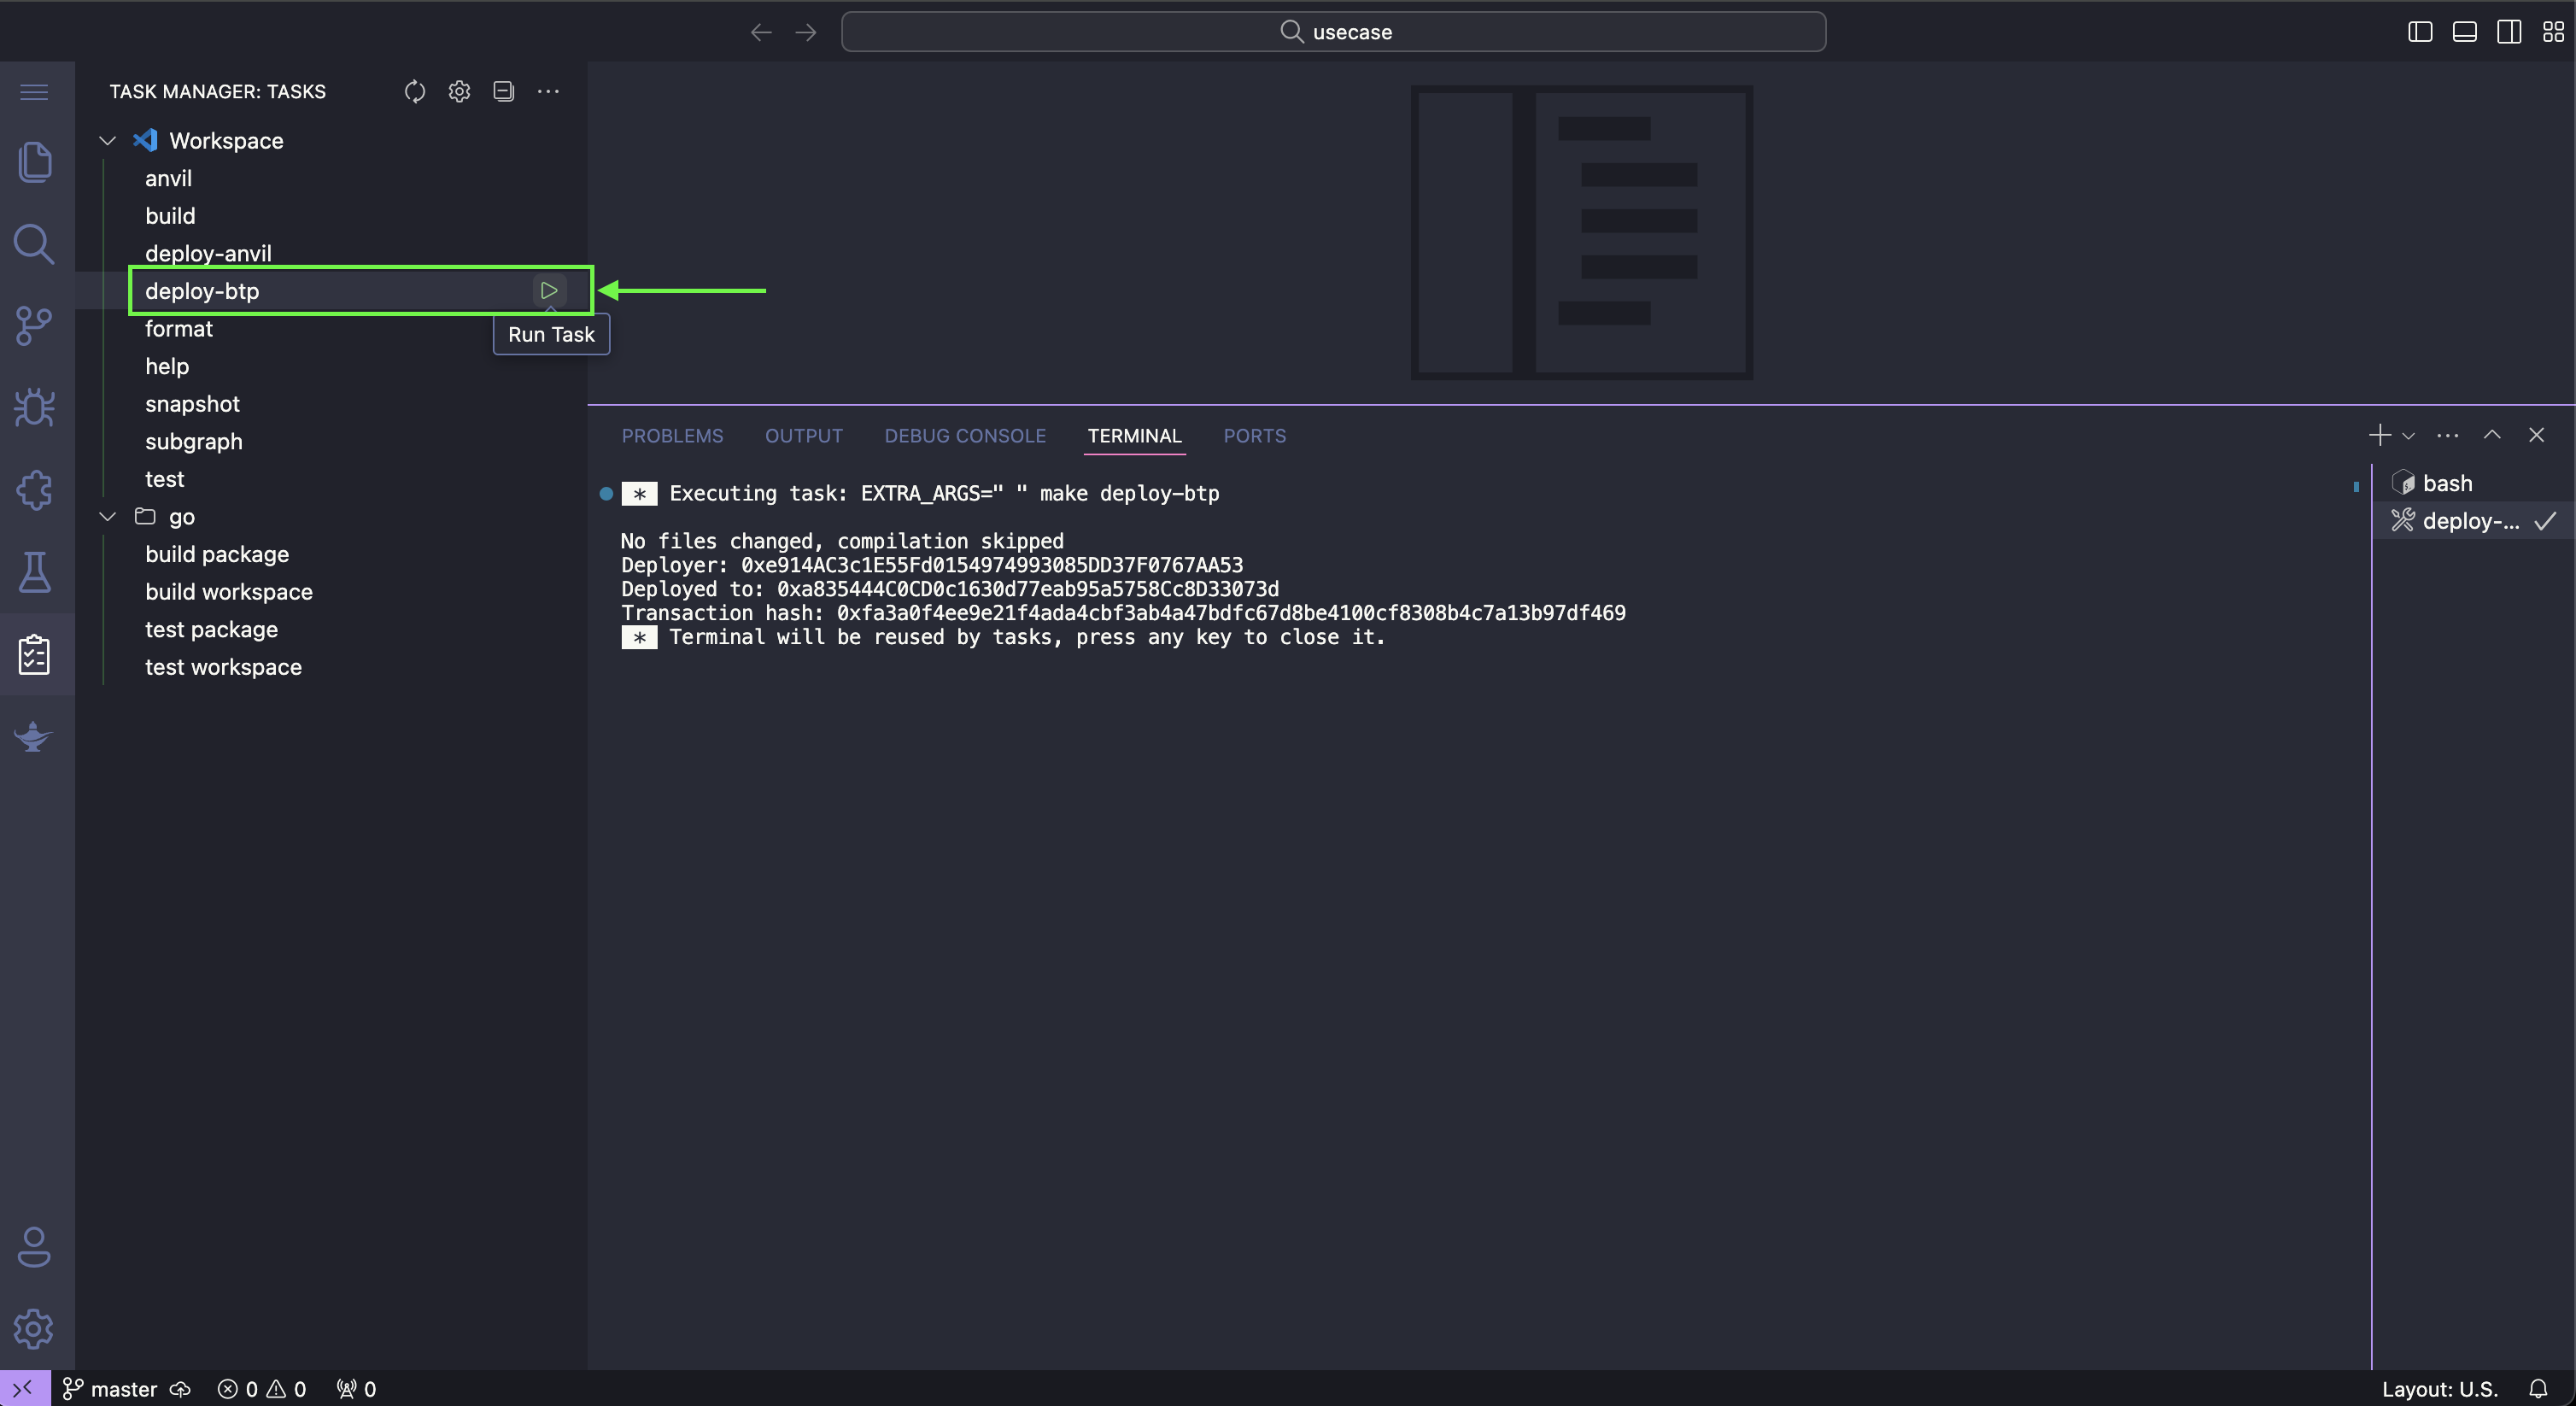 usecase
TASK MANAGER: TASKS
Workspace
anvil
build
deploy-anvil
deploy-btp
Run Task
format
help
snapshot
subgraph
test
go
build package
build workspace
test package
test workspace
PROBLEMS OUTPUT DEBUG CONSOLE TERMINAL PORTS
* Executing task: EXTRA_ARGS=" " make deploy-btp
No files changed, compilation skipped
Deployer: 0xe914AC3c1E55Fd0154974993085DD37F0767AA53
Deployed to: 0xa835444C0CD0c1630d77eab95a5758Cc8D33073d
Transaction hash: 0xfa3a0f4ee9e21f4ada4cbf3ab4a47bdfc67d8be4100cf8308b4c7a13b97df469
* Terminal will be reused by tasks, press any key to close it.
bash
deploy-...
master 0 0 0
Layout: U.S.